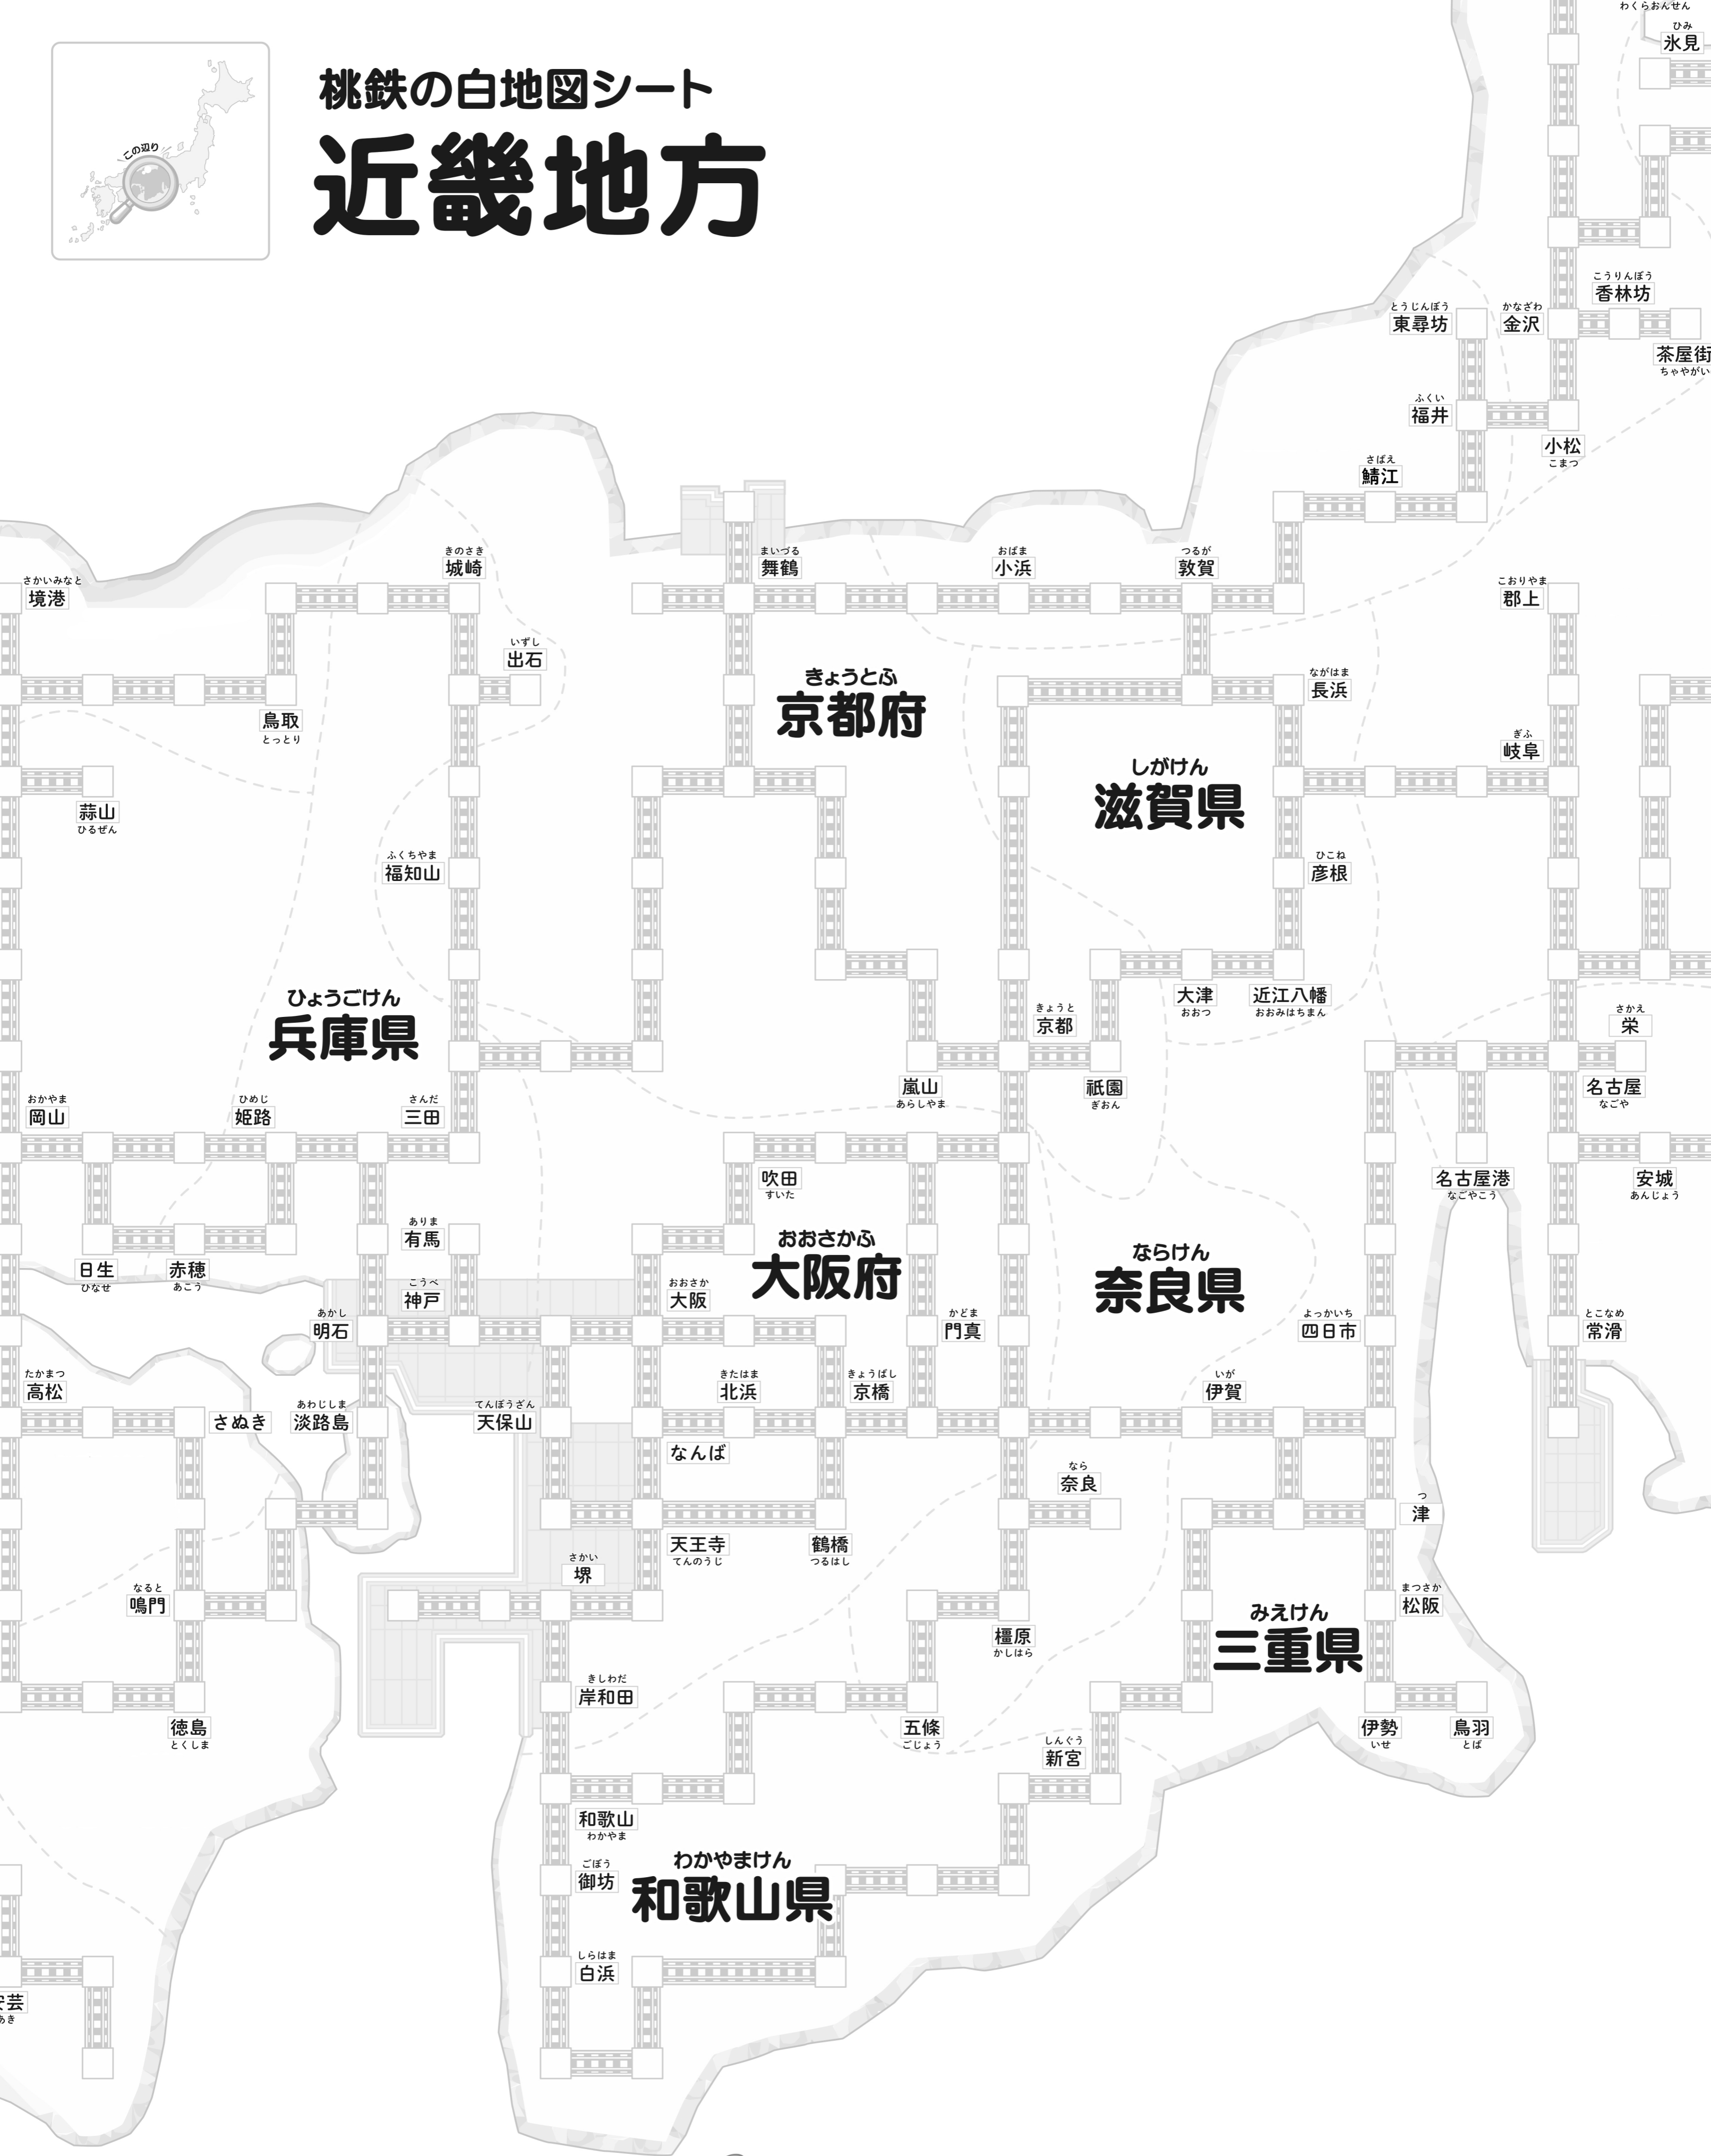 わくらおんせん
ひみ
氷見
桃鉄の白地図シート
近畿地方
この辺り
こうりんぼう
香林坊
とうじんぼう
東尋坊
かなざわ
金沢
茶屋街
ちゃやがい
ふくい
福井
小松
こまつ
さばえ
鯖江
きのさき
城崎
まいづる
舞鶴
おばま
小浜
つるが
敦賀
さかいみなと
境港
こおりやま
郡上
いずし
出石
きょうとふ
京都府
ながはま
長浜
鳥取
とっとり
ぎふ
岐阜
しがけん
滋賀県
蒜山
ひるぜん
ふくちやま
福知山
ひこね
彦根
ひょうごけん
兵庫県
大津
おおつ
近江八幡
おおみはちまん
きょうと
京都
さかえ
栄
嵐山
あらしやま
祇園
ぎおん
名古屋
なごや
おかやま
岡山
ひめじ
姫路
さんだ
三田
吹田
すいた
名古屋港
なごやこう
安城
あんじょう
ありま
有馬
おおさかふ
大阪府
ならけん
奈良県
日生
ひなせ
赤穂
あこう
こうべ
神戸
おおさか
大阪
あかし
明石
かどま
門真
よっかいち
四日市
とこなめ
常滑
たかまつ
高松
きたはま
北浜
きょうばし
京橋
いが
伊賀
さぬき
あわじしま
淡路島
てんぽうざん
天保山
なんば
なら
奈良
つ
津
天王寺
てんのうじ
鶴橋
つるはし
さかい
堺
なると
鳴門
まつさか
松阪
みえけん
三重県
橿原
かしはら
きしわだ
岸和田
徳島
とくしま
五條
ごじょう
しんぐう
新宮
伊勢
いせ
鳥羽
とば
和歌山
わかやま
ごぼう
御坊
わかやまけん
和歌山県
しらはま
白浜
安芸
あき